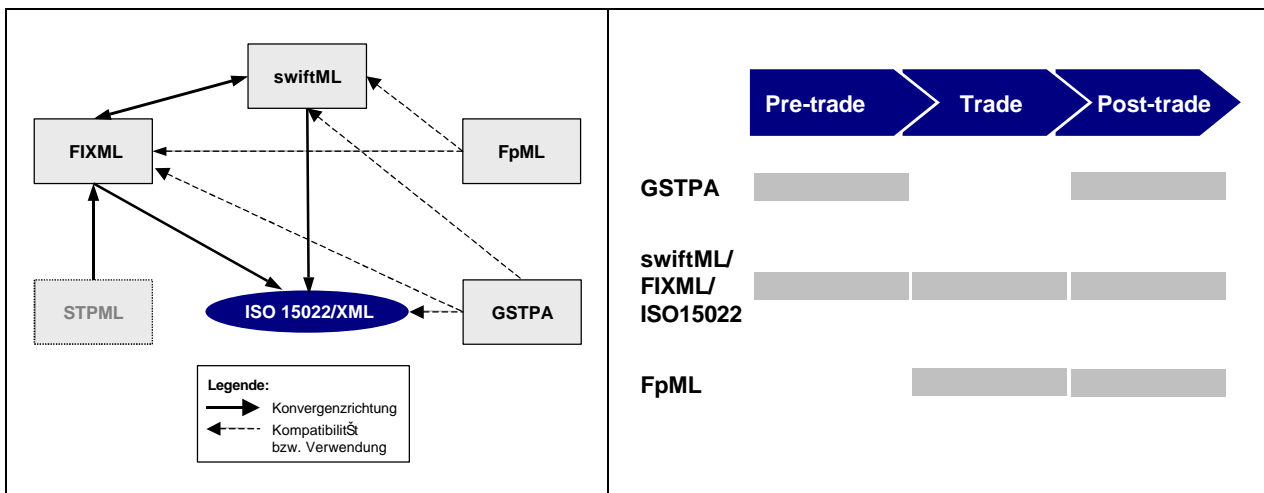 swiftML
FIXML
FpML
STPML
ISO 15022/XML
GSTPA
Legende:
Konvergenzrichtung
KompatibilitŠt
bzw. Verwendung
Pre-trade
Trade
Post-trade
GSTPA
swiftML/
FIXML/
ISO15022
FpML